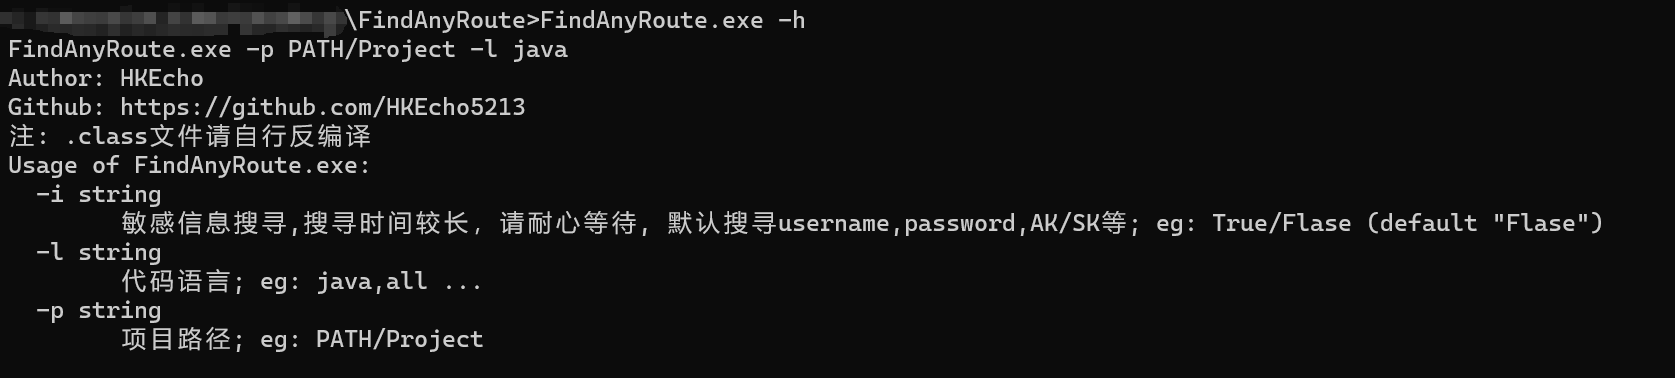 \FindAnyRoute>FindAnyRoute.exe -h
FindAnyRoute.exe -p PATH/Project -l java
Author: HKEcho
Github: https://github.com/HKEcho5213
注: .class文件请自行反编译
Usage of FindAnyRoute.exe:
-i string
敏感信息搜寻,搜寻时间较长, 请耐心等待, 默认搜寻username,password,AK/SK等; eg: True/Flase (default "Flase")
-l string
代码语言; eg: java,all ...
-p string
项目路径; eg: PATH/Project